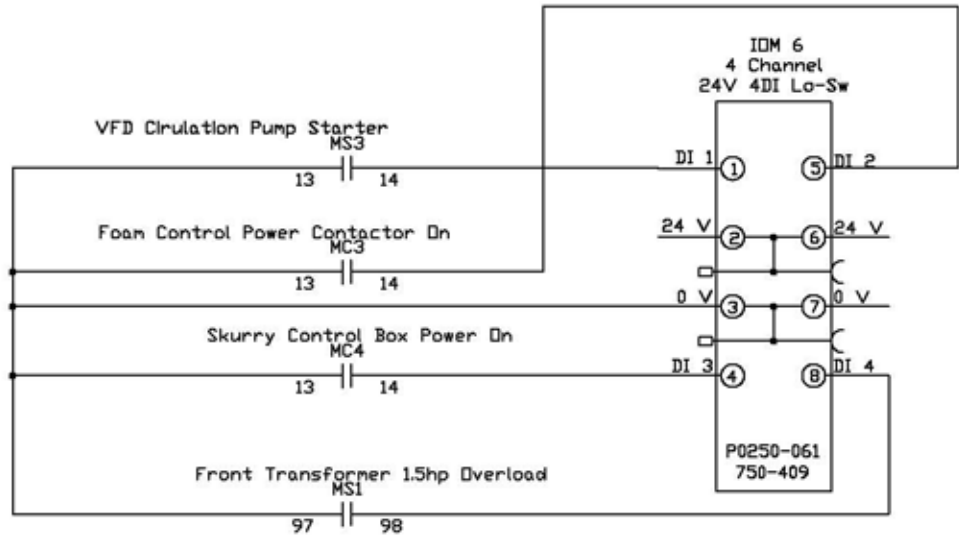 IOM 6
4 Channel
24V 4DI Lo-Sw
VFD Cirulation Pump Starter
MS3
13 14
DI 1 1 5 DI 2
Foam Control Power Contactor On
24 V 2 6 24 V
MC3
13 14
0 V 3 7 0 V
Skurry Control Box Power On
MC4
13 14
DI 3 4 8 DI 4
P0250-061
750-409
Front Transformer 1.5hp Overload
MS1
97 98